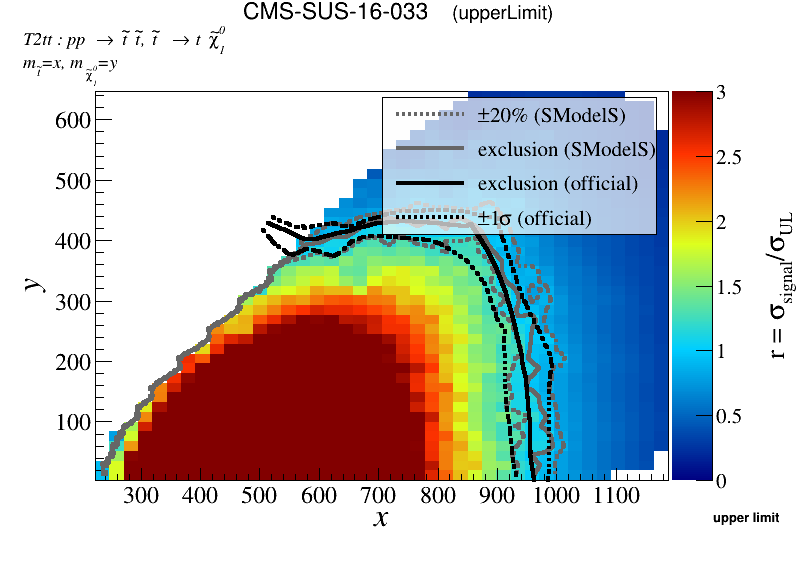 CMS-SUS-16-033 (upperLimit)
T2tt : pp → t̃ t̃, t̃ → t χ̃⁰₁
m_t̃=x, m_χ̃⁰₁=y
±20% (SModelS)
exclusion (SModelS)
exclusion (official)
±1σ (official)
600
500
400
300
200
100
y
300 400 500 600 700 800 900 1000 1100
x
3
2.5
2
1.5
1
0.5
0
r = σ_signal/σ_UL
upper limit